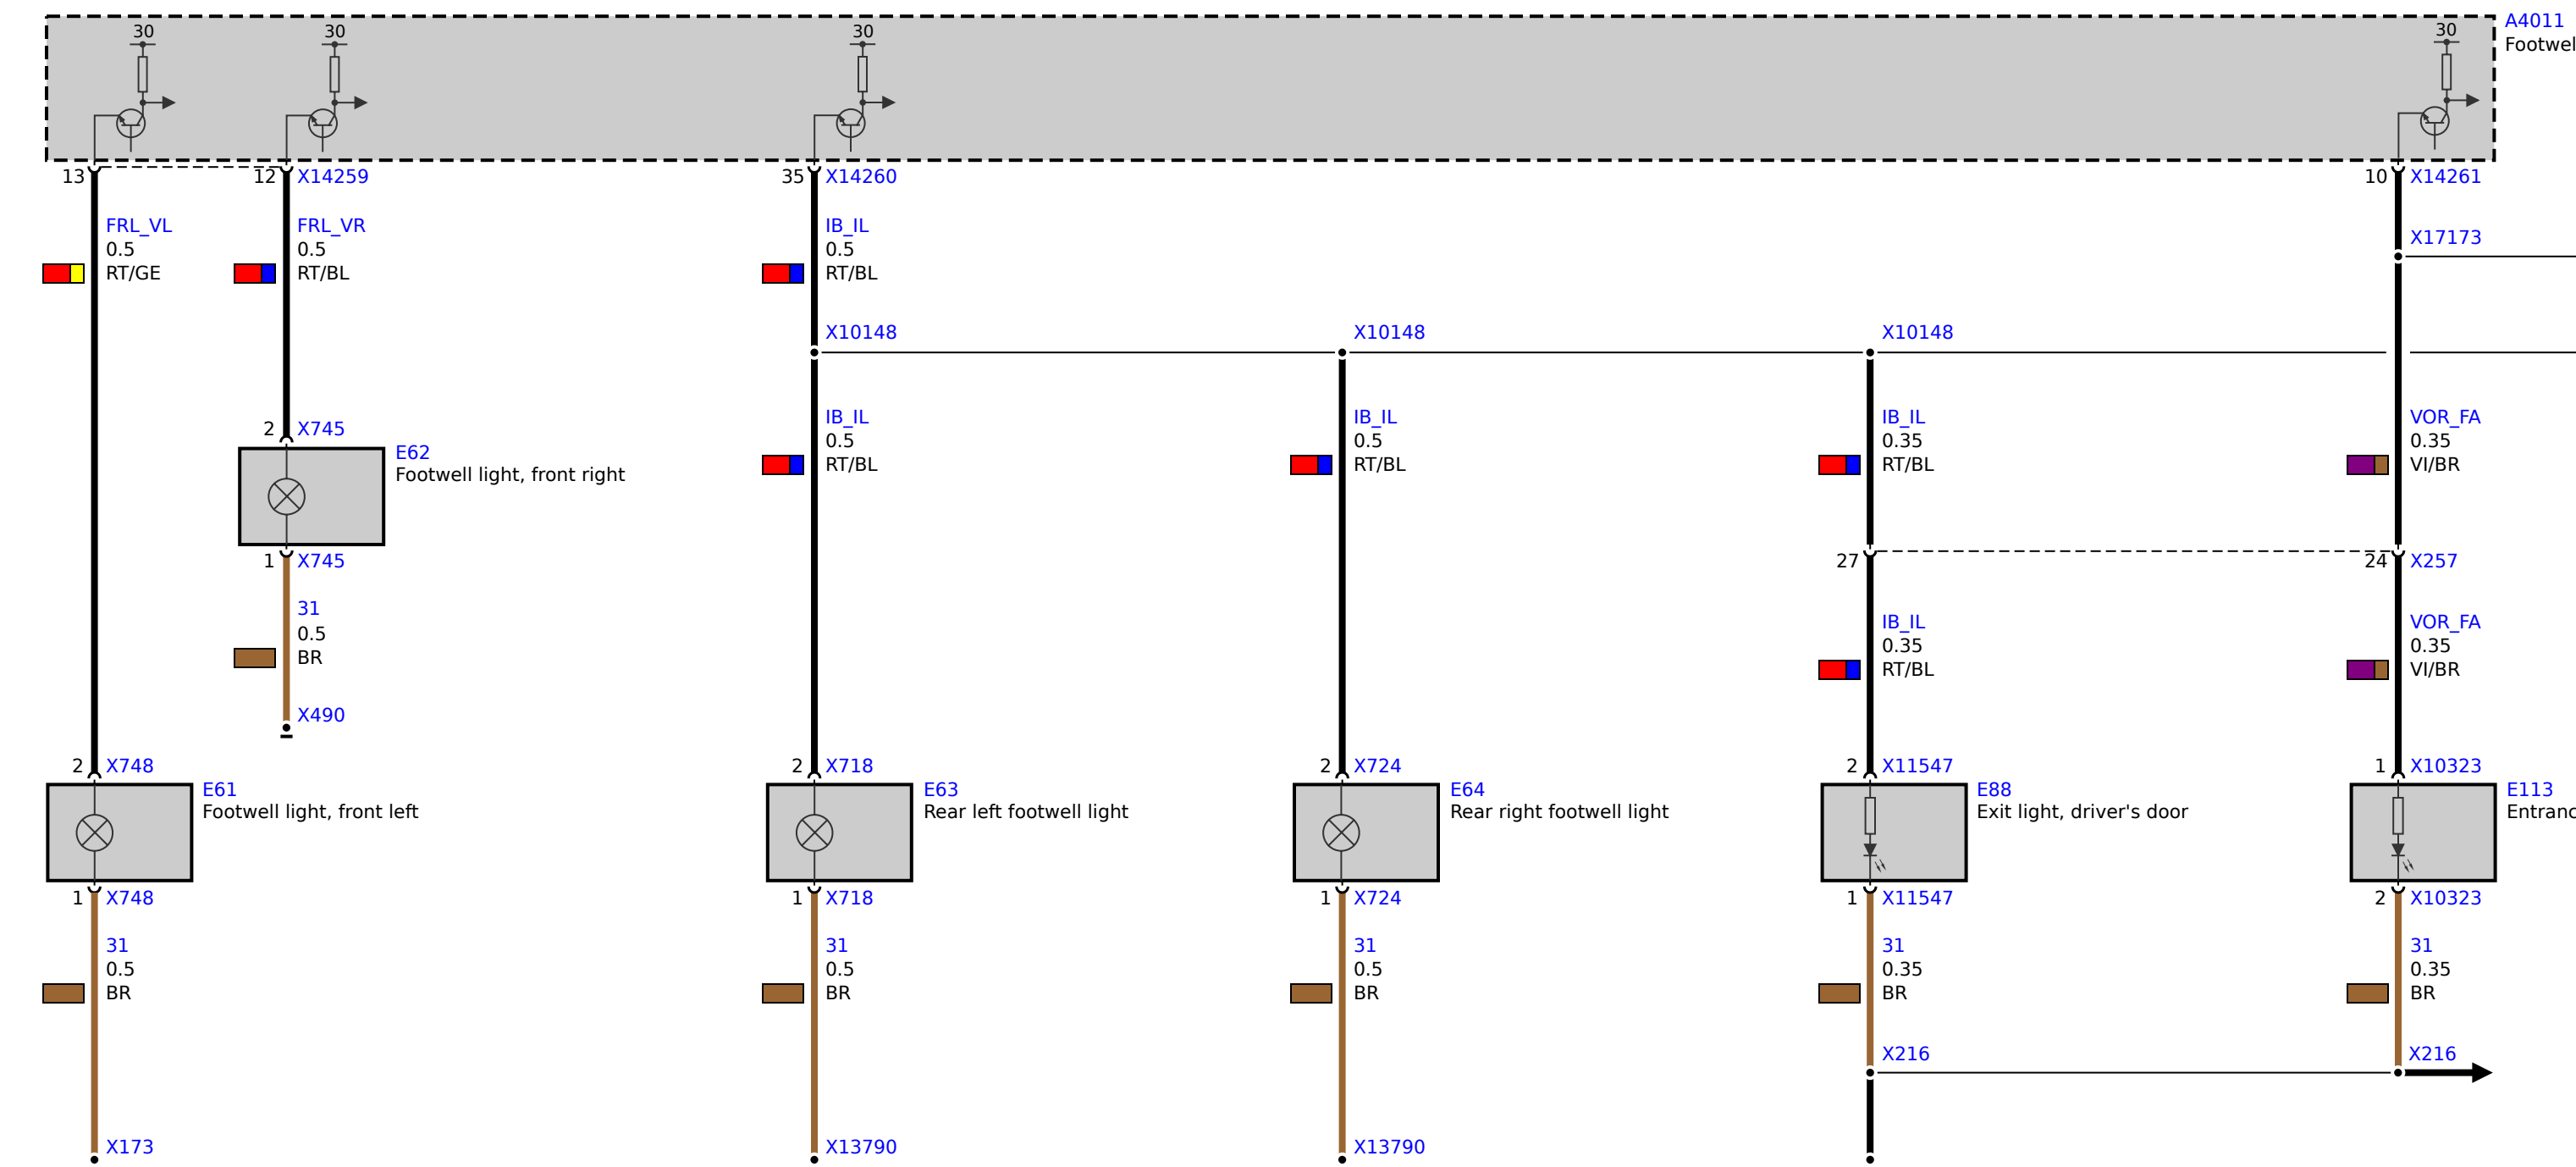 30
30
30
30
A4011
Footwel
13
12
X14259
35
X14260
10
X14261
FRL_VL
0.5
RT/GE
FRL_VR
0.5
RT/BL
IB_IL
0.5
RT/BL
X17173
X10148
X10148
X10148
2
X745
E62
Footwell light, front right
IB_IL
0.5
RT/BL
IB_IL
0.5
RT/BL
IB_IL
0.35
RT/BL
VOR_FA
0.35
VI/BR
1
X745
27
24
X257
31
0.5
BR
IB_IL
0.35
RT/BL
VOR_FA
0.35
VI/BR
X490
2
X748
2
X718
2
X724
2
X11547
1
X10323
E61
Footwell light, front left
E63
Rear left footwell light
E64
Rear right footwell light
E88
Exit light, driver's door
E113
Entranc
1
X748
1
X718
1
X724
1
X11547
2
X10323
31
0.5
BR
31
0.5
BR
31
0.5
BR
31
0.35
BR
31
0.35
BR
X216
X216
X173
X13790
X13790